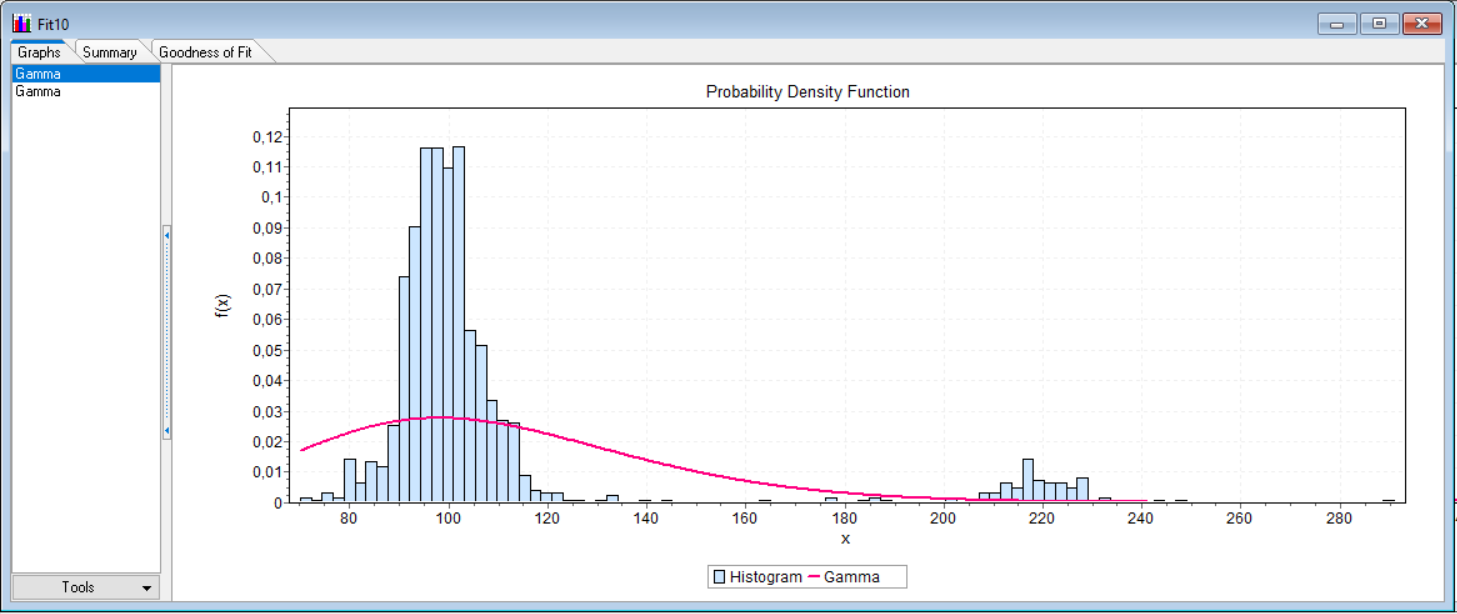 Fit10
Graphs Summary Goodness of Fit
Gamma
Gamma
Probability Density Function
0,12
0,11
0,1
0,09
0,08
0,07
0,06
0,05
0,04
0,03
0,02
0,01
0
f(x)
80 100 120 140 160 180 200 220 240 260 280
x
Histogram Gamma
Tools